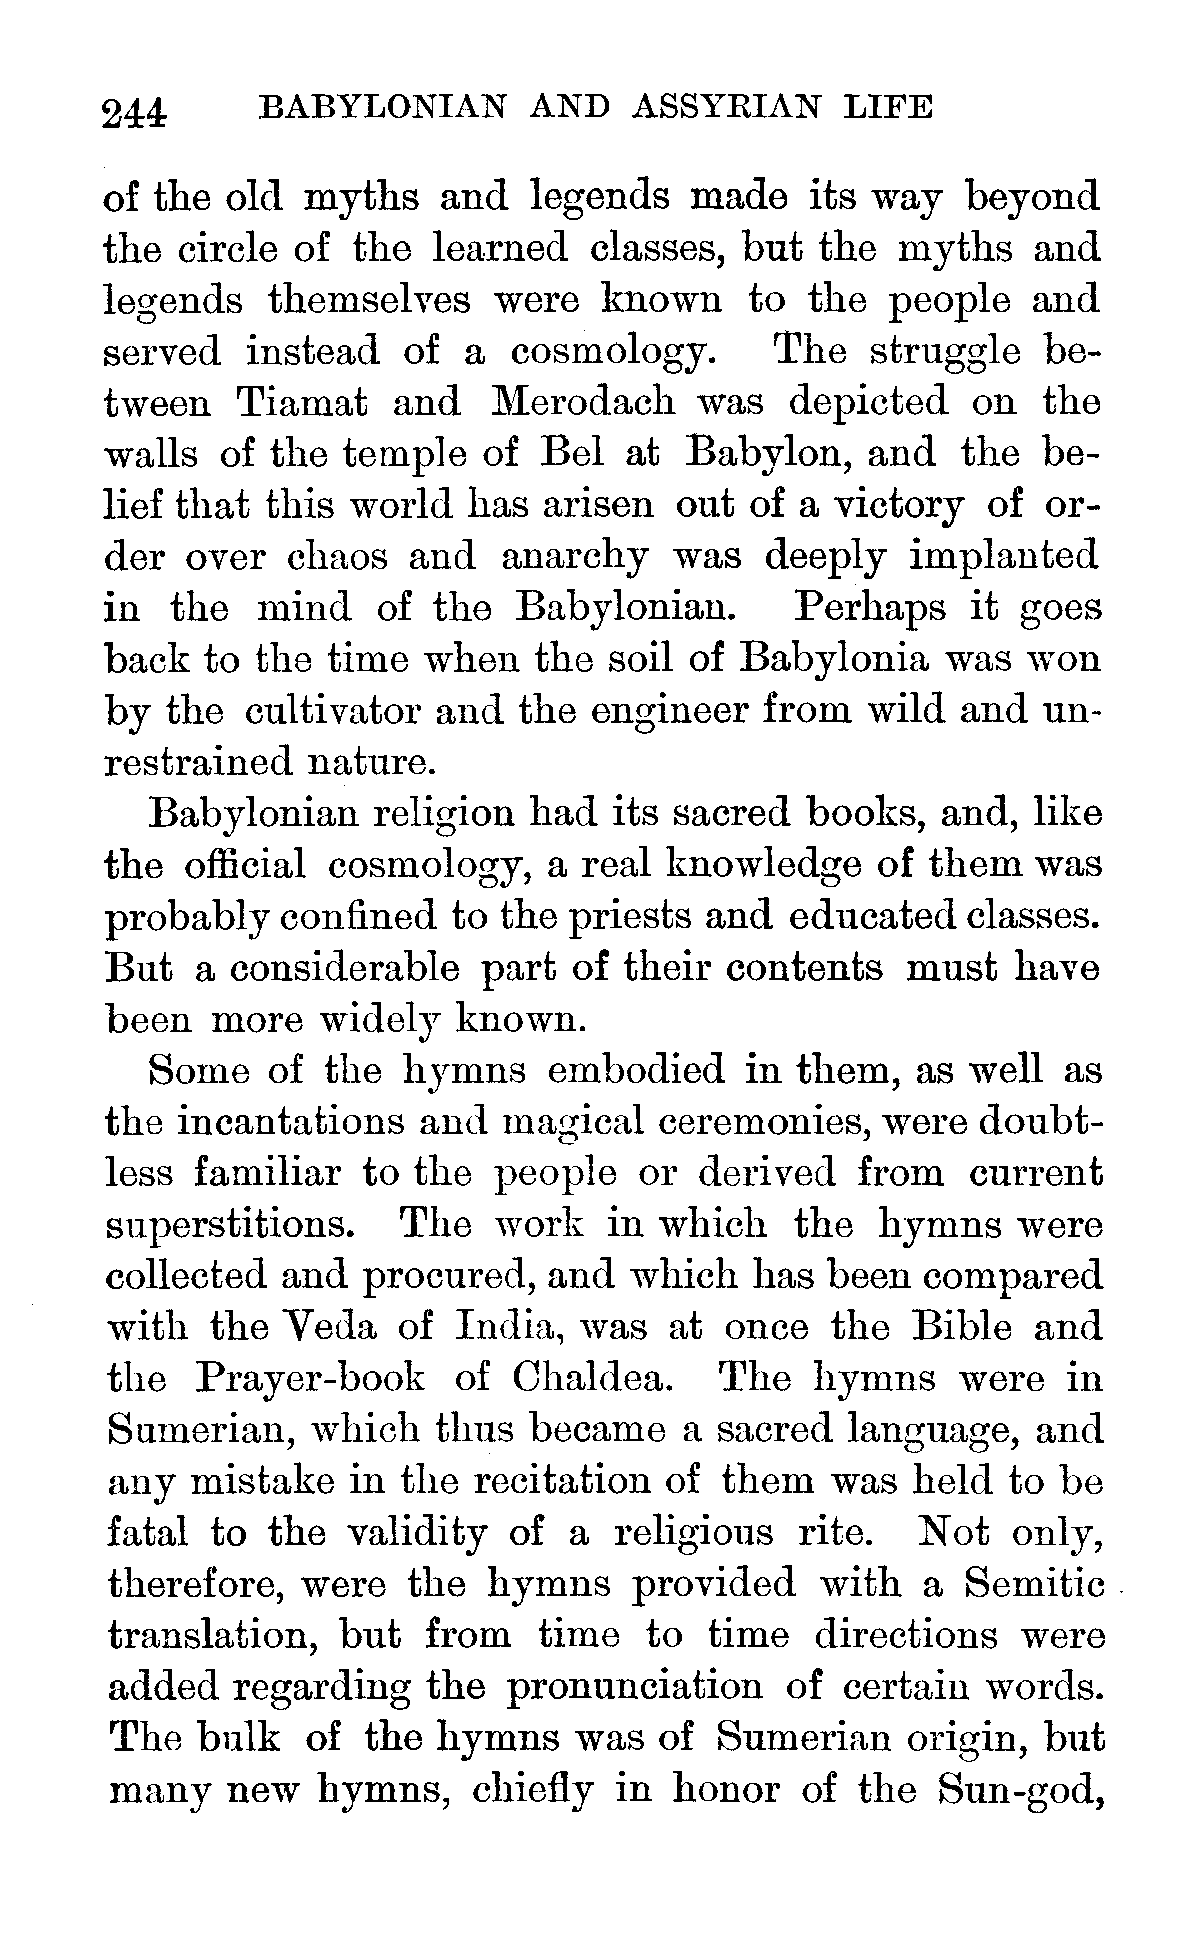 244 BABYLONIAN AND ASSYRIAN LIFE
of the old myths and legends made its way beyond
the circle of the learned classes, but the myths and
legends themselves were known to the people and
served instead of a cosmology. The struggle be-
tween Tiamat and Merodach was depicted on the
walls of the temple of Bel at Babylon, and the be-
lief that this world has arisen out of a victory of or-
der over chaos and anarchy was deeply implanted
in the mind of the Babylonian. Perhaps it goes
back to the time when the soil of Babylonia was won
by the cultivator and the engineer from wild and un-
restrained nature.
Babylonian religion had its sacred books, and, like
the official cosmology, a real knowledge of them was
probably confined to the priests and educated classes.
But a considerable part of their contents must have
been more widely known.
Some of the hymns embodied in them, as well as
the incantations and magical ceremonies, were doubt-
less familiar to the people or derived from current
superstitions. The work in which the hymns were
collected and procured, and which has been compared
with the Veda of India, was at once the Bible and
the Prayer-book of Chaldea. The hymns were in
Sumerian, which thus became a sacred language, and
any mistake in the recitation of them was held to be
fatal to the validity of a religious rite. Not only,
therefore, were the hymns provided with a Semitic
translation, but from time to time directions were
added regarding the pronunciation of certain words.
The bulk of the hymns was of Sumerian origin, but
many new hymns, chiefly in honor of the Sun-god,